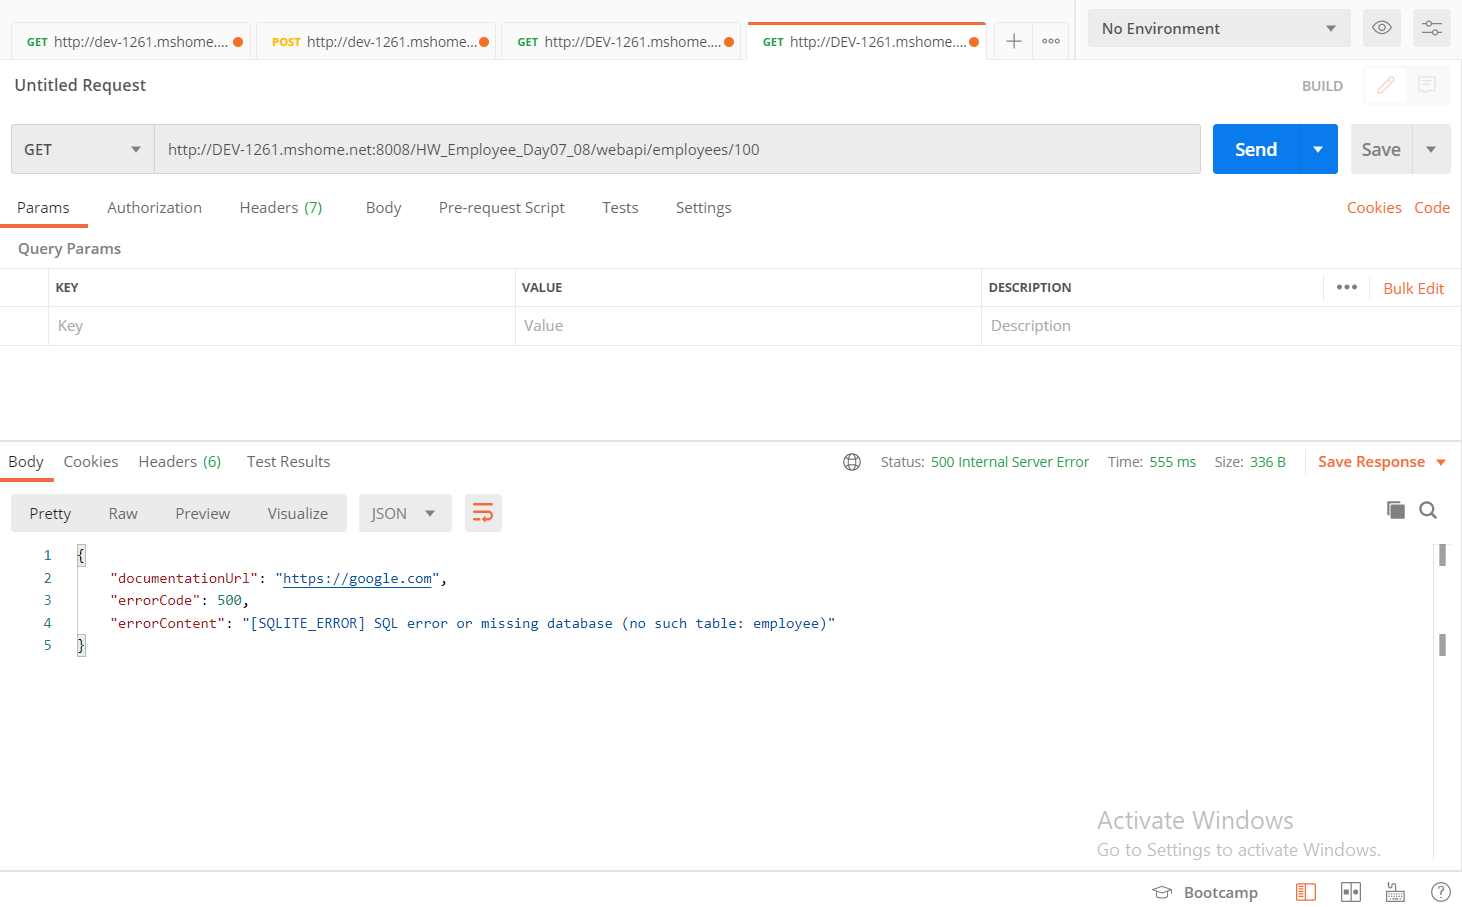 GET http://dev-1261.mshome....
POST http://dev-1261.mshome...
GET http://DEV-1261.mshome....
GET http://DEV-1261.mshome....
No Environment
Untitled Request
BUILD
GET
http://DEV-1261.mshome.net:8008/HW_Employee_Day07_08/webapi/employees/100
Send
Save
Params Authorization Headers (7) Body Pre-request Script Tests Settings Cookies Code
Query Params
KEY VALUE DESCRIPTION ••• Bulk Edit
Key Value Description
Body Cookies Headers (6) Test Results Status: 500 Internal Server Error Time: 555 ms Size: 336 B Save Response
Pretty Raw Preview Visualize JSON
1 {
2 "documentationUrl": "https://google.com",
3 "errorCode": 500,
4 "errorContent": "[SQLITE_ERROR] SQL error or missing database (no such table: employee)"
5 }
Activate Windows
Go to Settings to activate Windows.
Bootcamp